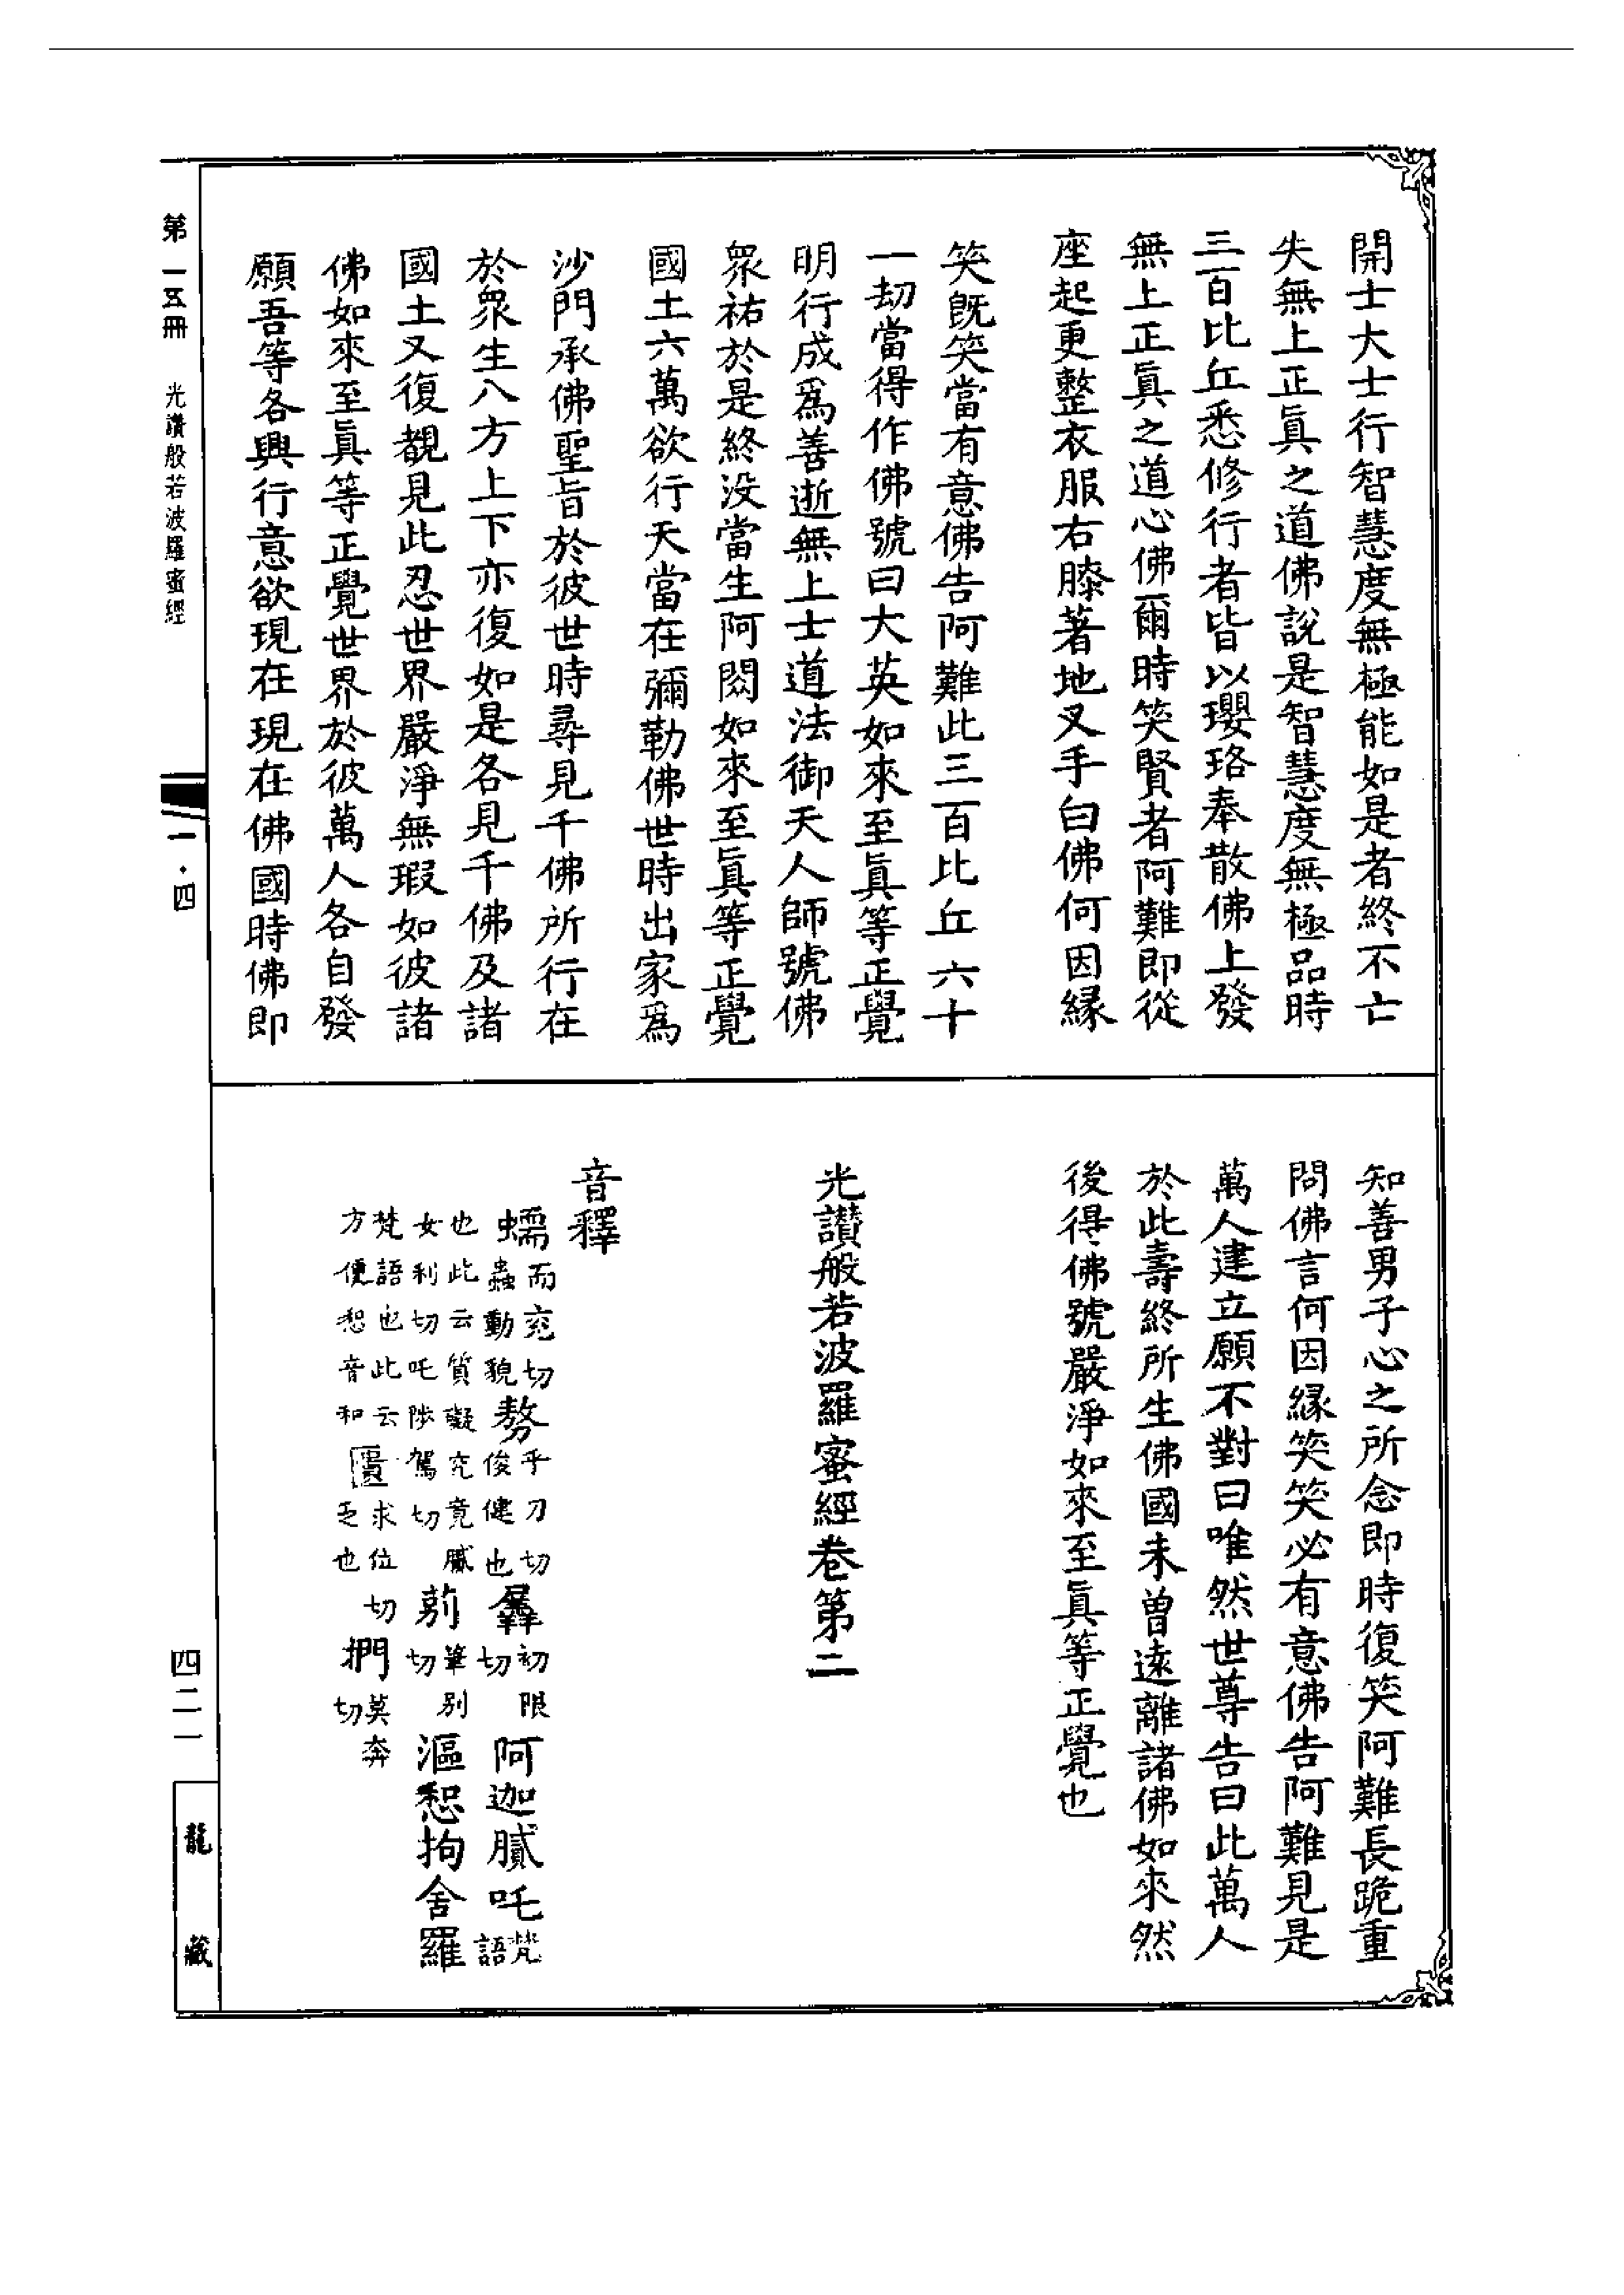 開士大士行智慧度無極能如是者終不亡
失無上正真之道佛說是智慧度無極品時
三百比丘悉修行者皆以瓔珞奉散佛上發
無上正真之道心佛爾時笑賢者阿難即從
座起更整衣服右膝著地叉手白佛何因緣
笑既笑當有意佛告阿難此三百比丘六十
一劫當得作佛號曰大英如來至真等正覺
明行成為善逝無上士道法御天人師號佛
眾祐於是終沒當生阿閦如來至真等正覺
國土六萬欲行天當在彌勒佛世時出家為
沙門承佛聖旨於彼世時尋見千佛所行在
於眾生八方上下亦復如是各見千佛及諸
國土又復覩見此忍世界嚴淨無瑕如彼諸
佛如來至真等正覺世界於彼萬人各自發
願吾等各興行意欲現在現在佛國時佛即
知善男子心之所念即時復笑阿難長跪重
問佛言何因緣笑笑必有意佛告阿難見是
萬人建立願不對曰唯然世尊告曰此萬人
於此壽終所生佛國未曾遠離諸佛如來然
後得佛號嚴淨如來至真等正覺也
光讚般若波羅蜜經卷第二
音釋
蠕而兗切蟲動貌 𠢕乎刀切俊健也 羼初限切 阿迦膩吒梵語
也此云質礙究竟膩女利切吒陟駕切 莂筆別切 漚惒拘舍羅
梵語也此云方便惒音和 匱求位切乏也 捫莫奔切
第一五冊 光讚般若波羅蜜經 一・四
四二一
龍藏